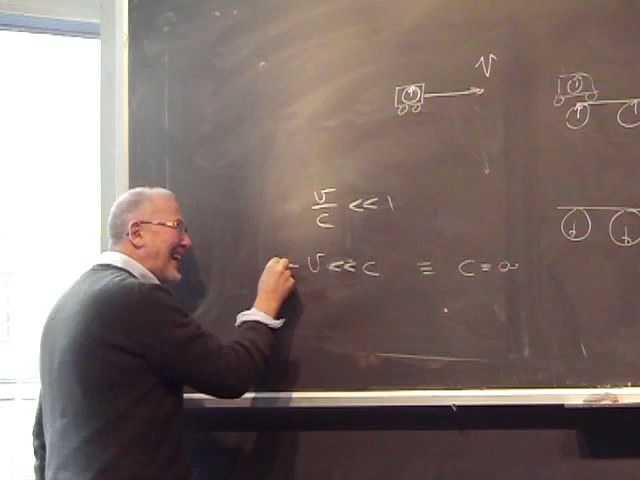 V
v/c << 1
v << c ≡ c = ∞